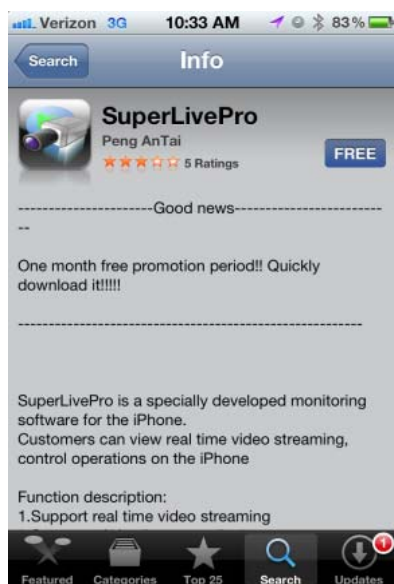 Verizon 3G 10:33 AM 83%
Search Info
SuperLivePro
Peng AnTai
5 Ratings
FREE
----------------------Good news------------------------
--
One month free promotion period!! Quickly
download it!!!!!
--------------------------------------------------------
SuperLivePro is a specially developed monitoring
software for the iPhone.
Customers can view real time video streaming,
control operations on the iPhone
Function description:
1.Support real time video streaming
1
Featured Categories Top 25 Search Updates